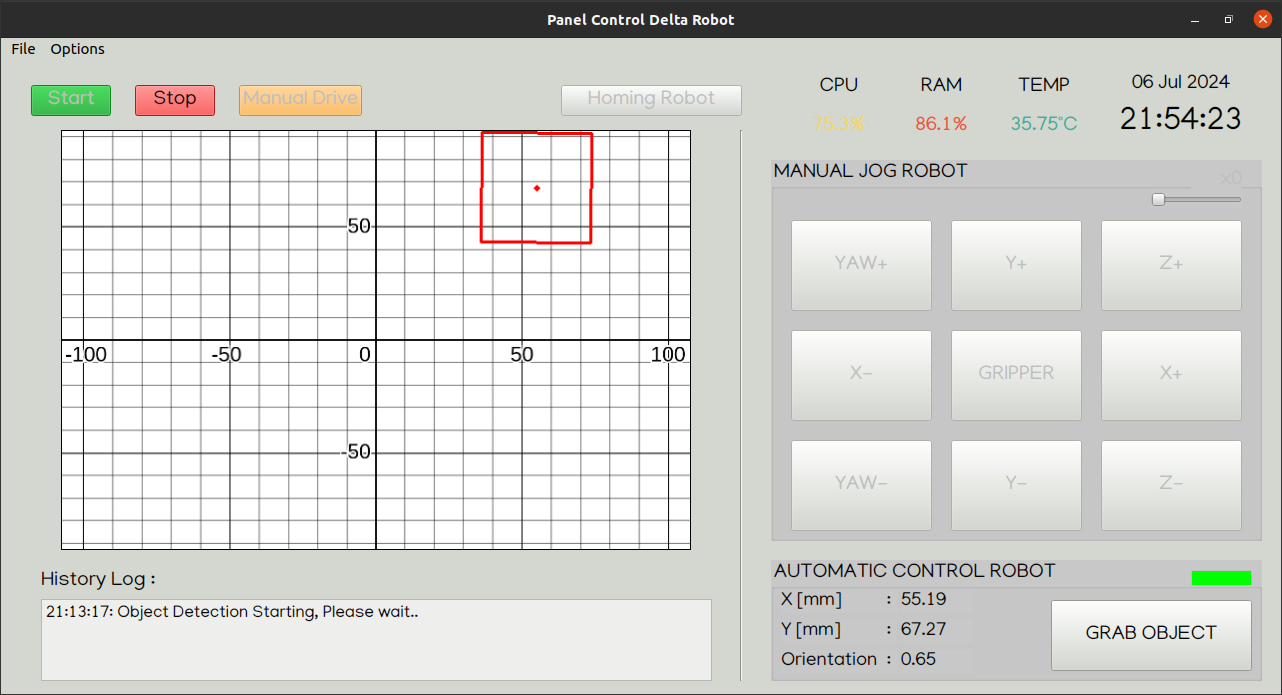 Panel Control Delta Robot
File Options
Start Stop Manual Drive Homing Robot
CPU RAM TEMP 06 Jul 2024
75.3% 86.1% 35.75°C 21:54:23
50
-100 -50 0 50 100
-50
MANUAL JOG ROBOT
x0
YAW+ Y+ Z+
X- GRIPPER X+
YAW- Y- Z-
History Log :
21:13:17: Object Detection Starting, Please wait..
AUTOMATIC CONTROL ROBOT
X [mm] : 55.19
Y [mm] : 67.27
Orientation : 0.65
GRAB OBJECT